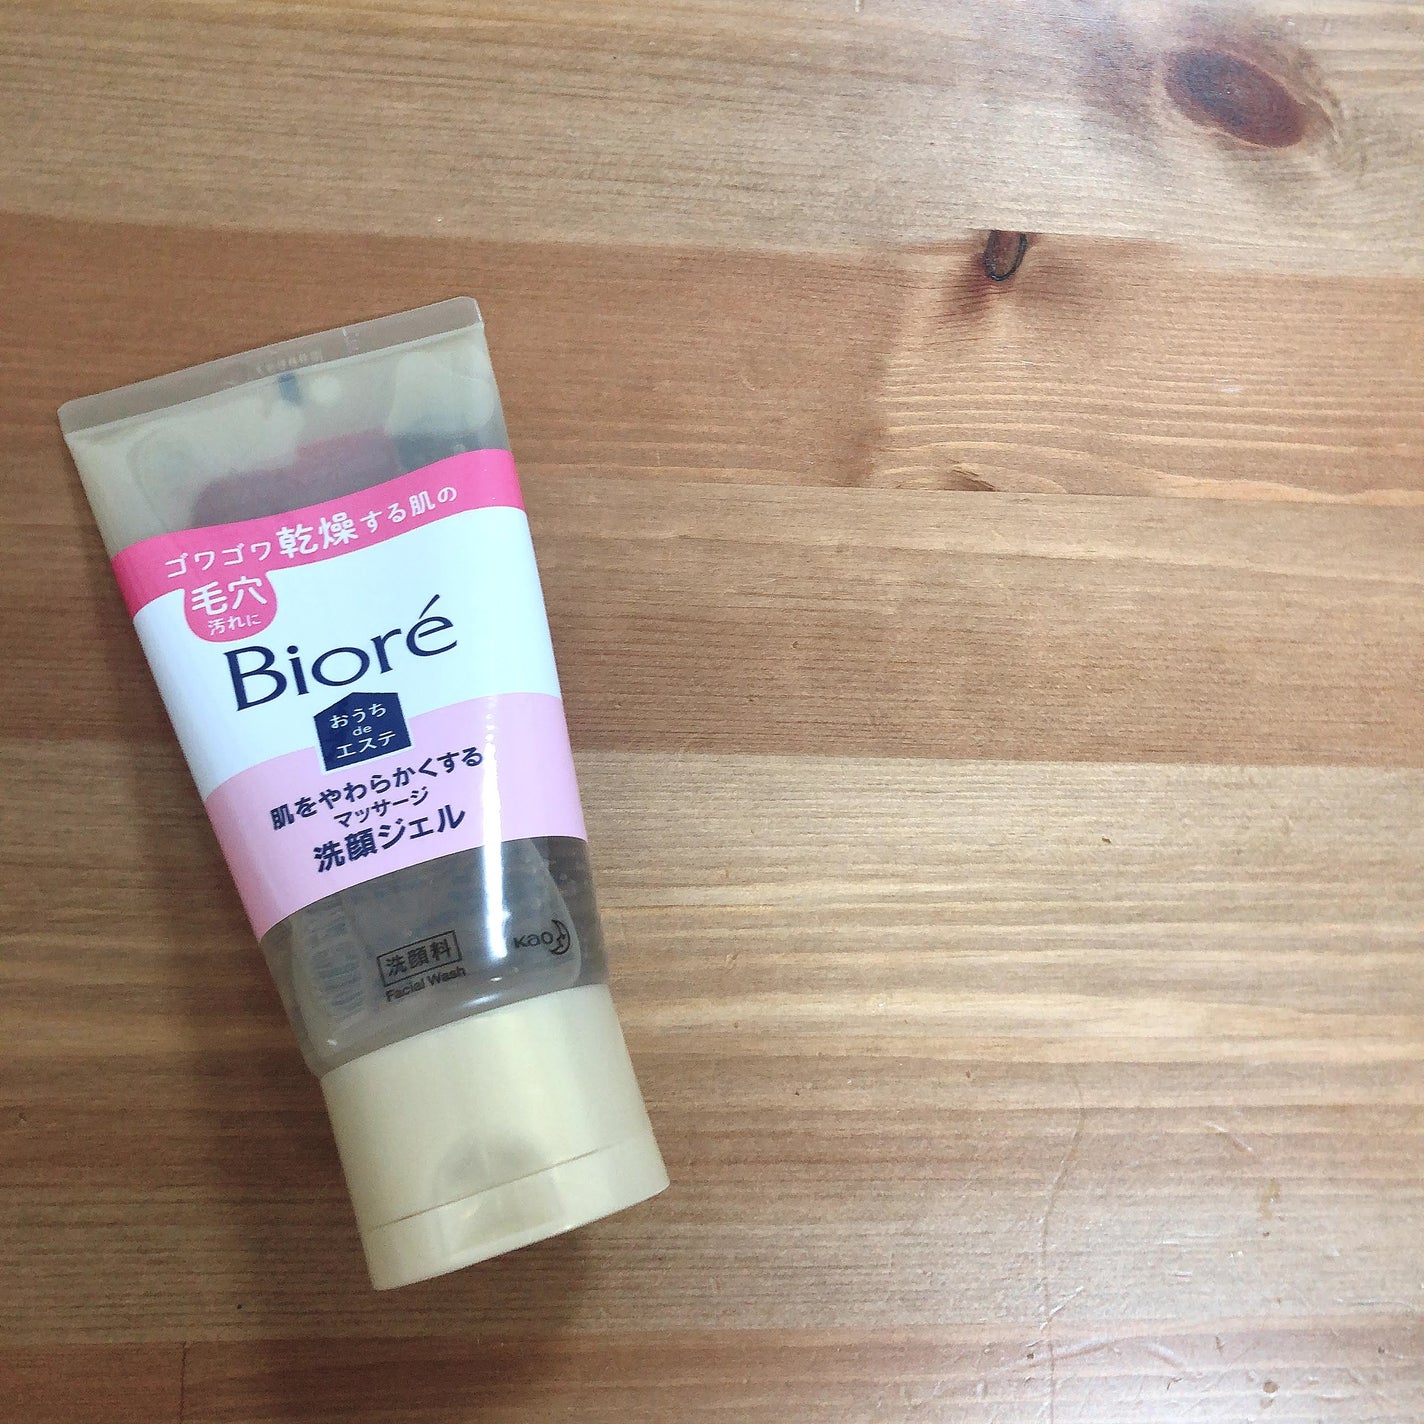 ゴワゴワ乾燥する肌の
毛穴
汚れに
Bioré
おうち
de
エステ
肌をやわらかくする
マッサージ
洗顔ジェル
洗顔料
Facial Wash
Kao